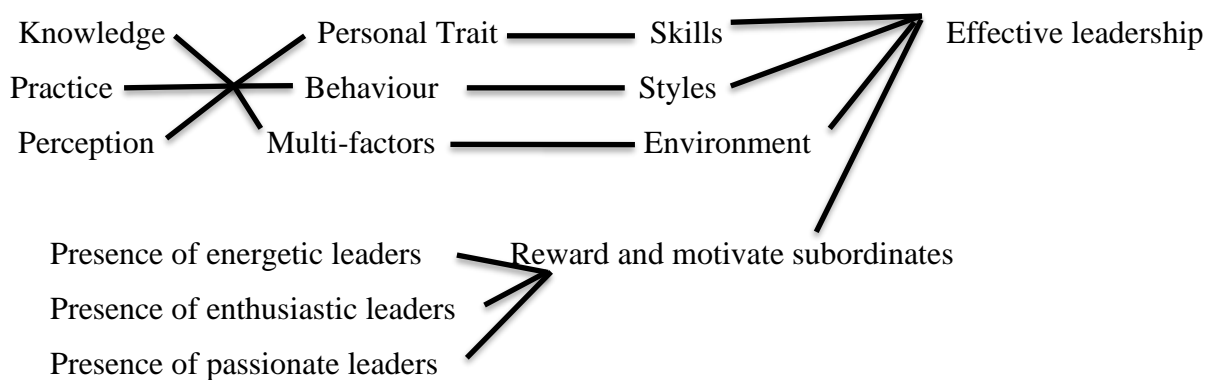 Knowledge Personal Trait Skills Effective leadership
Practice Behaviour Styles
Perception Multi-factors Environment
Presence of energetic leaders Reward and motivate subordinates
Presence of enthusiastic leaders
Presence of passionate leaders